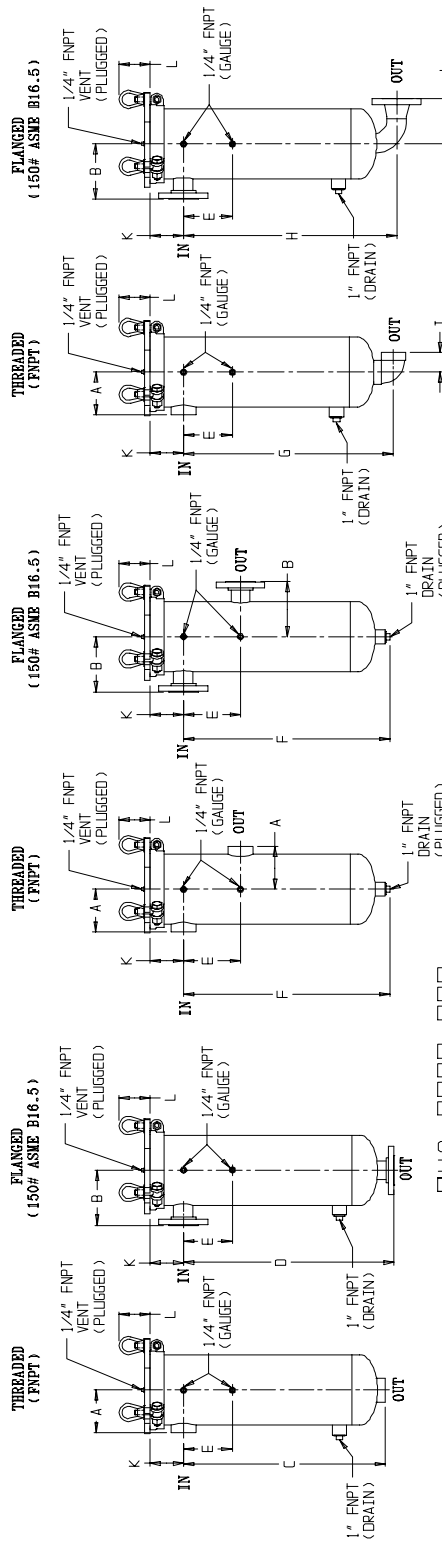 THREADED
(FNPT)
1/4" FNPT
VENT
(PLUGGED)
A
K
L
IN
1/4" FNPT
(GAUGE)
E
C
1" FNPT
(DRAIN)
OUT
FLANGED
(150# ASME B16.5)
1/4" FNPT
VENT
(PLUGGED)
B
K
L
IN
1/4" FNPT
(GAUGE)
E
D
1" FNPT
(DRAIN)
OUT
THREADED
(FNPT)
1/4" FNPT
VENT
(PLUGGED)
A
K
L
IN
1/4" FNPT
(GAUGE)
E
OUT
A
F
1" FNPT
DRAIN
(PLUGGED)
FLANGED
(150# ASME B16.5)
1/4" FNPT
VENT
(PLUGGED)
B
K
L
IN
1/4" FNPT
(GAUGE)
E
OUT
B
F
1" FNPT
DRAIN
(PLUGGED)
THREADED
(FNPT)
1/4" FNPT
VENT
(PLUGGED)
A
K
L
IN
1/4" FNPT
(GAUGE)
E
G
1" FNPT
(DRAIN)
OUT
I
FLANGED
(150# ASME B16.5)
1/4" FNPT
VENT
(PLUGGED)
B
K
L
IN
1/4" FNPT
(GAUGE)
E
H
1" FNPT
(DRAIN)
OUT